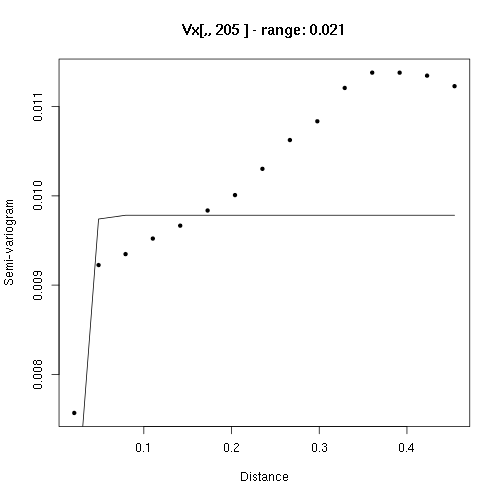 Vx[,, 205 ] - range: 0.021
0.011
0.010
0.009
0.008
Semi-variogram
0.1 0.2 0.3 0.4
Distance